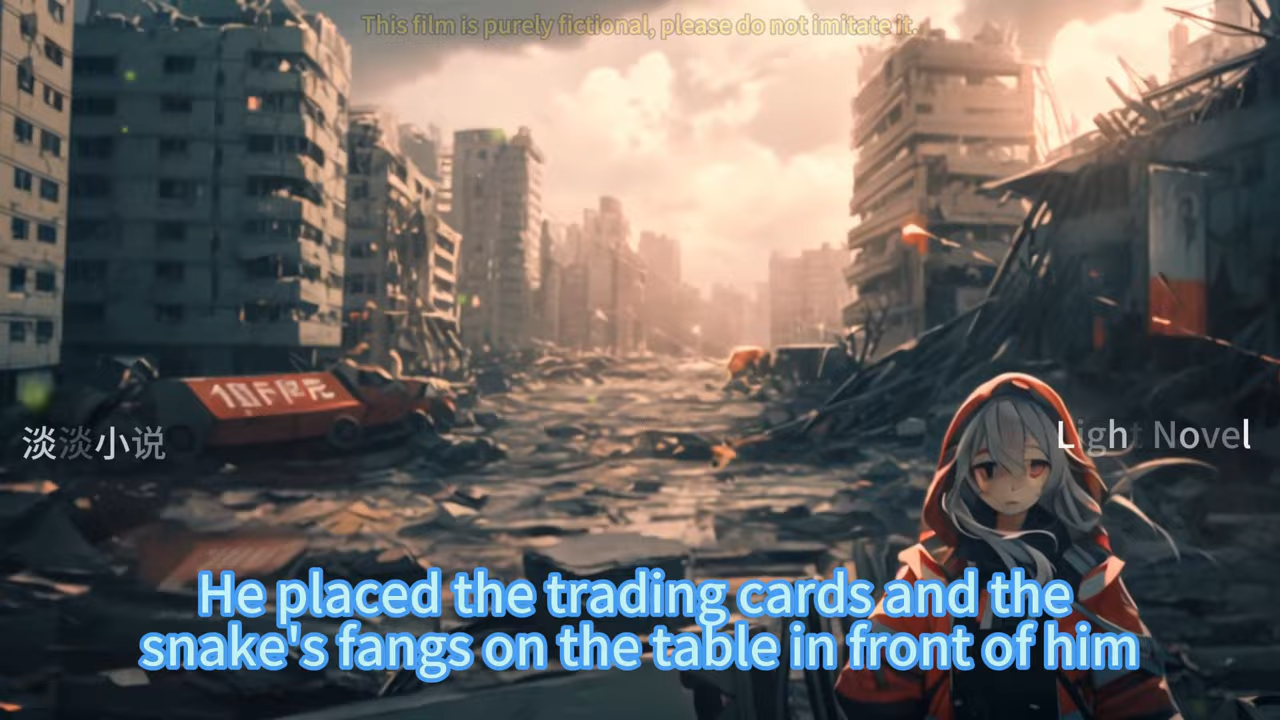 This film is purely fictional, please do not imitate it.
淡淡小说
Light Novel
He placed the trading cards and the
snake's fangs on the table in front of him